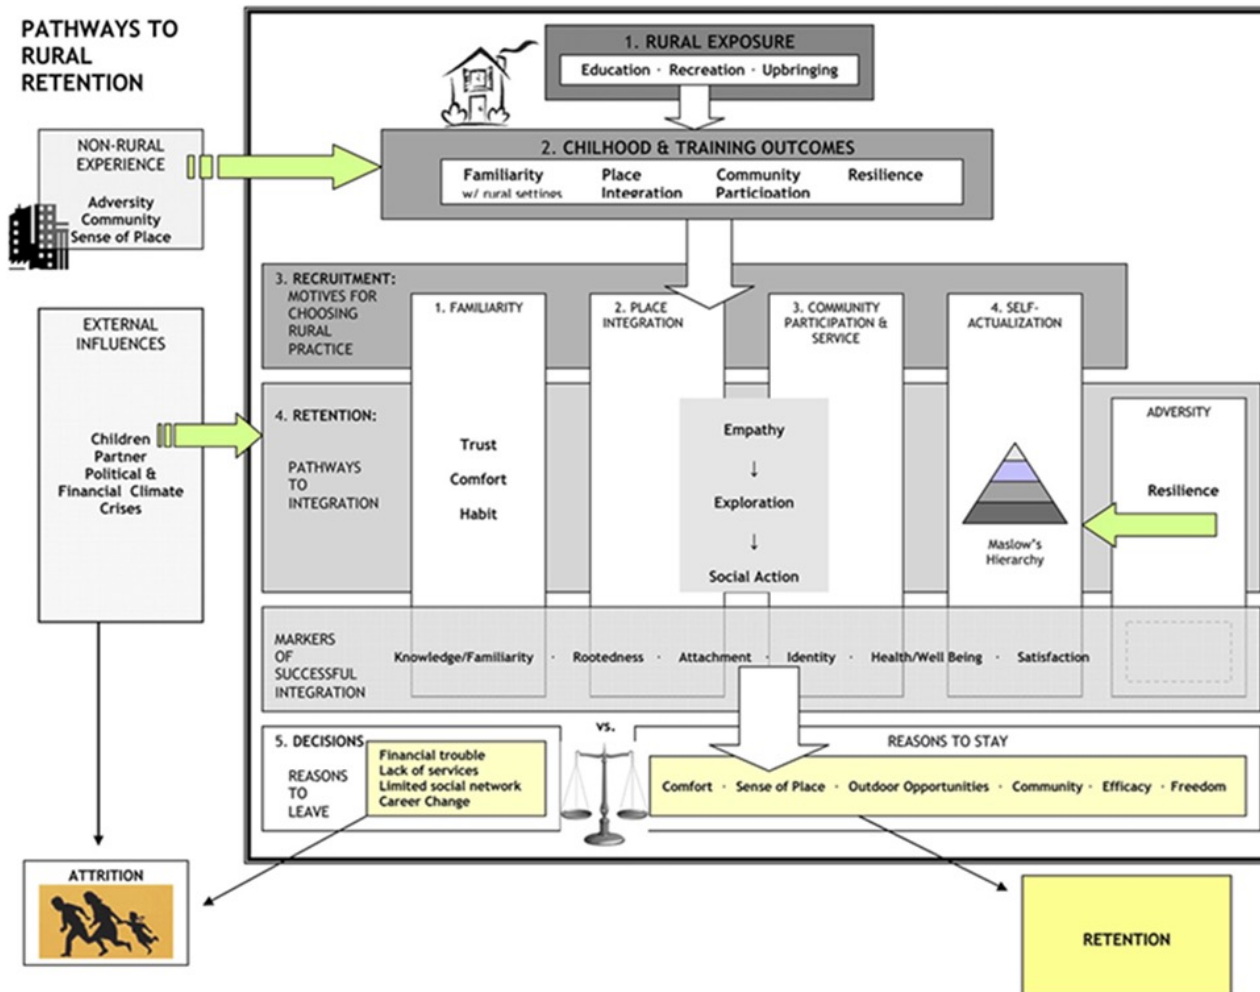 PATHWAYS TO
RURAL
RETENTION
1. RURAL EXPOSURE
Education · Recreation · Upbringing
NON-RURAL
EXPERIENCE
Adversity
Community
Sense of Place
2. CHILHOOD & TRAINING OUTCOMES
Familiarity Place Community Resilience
w/ rural settings Integration Participation
3. RECRUITMENT:
MOTIVES FOR
CHOOSING
RURAL
PRACTICE
1. FAMILIARITY
2. PLACE
INTEGRATION
3. COMMUNITY
PARTICIPATION &
SERVICE
4. SELF-
ACTUALIZATION
EXTERNAL
INFLUENCES
Children
Partner
Political &
Financial Climate
Crises
4. RETENTION:
PATHWAYS
TO
INTEGRATION
Trust
Comfort
Habit
Empathy
↓
Exploration
↓
Social Action
Maslow's
Hierarchy
ADVERSITY
Resilience
MARKERS
OF
SUCCESSFUL
INTEGRATION
Knowledge/Familiarity · Rootedness · Attachment · Identity · Health/Well Being · Satisfaction
5. DECISIONS
REASONS
TO
LEAVE
Financial trouble
Lack of services
Limited social network
Career Change
vs.
REASONS TO STAY
Comfort · Sense of Place · Outdoor Opportunities · Community · Efficacy · Freedom
ATTRITION
RETENTION